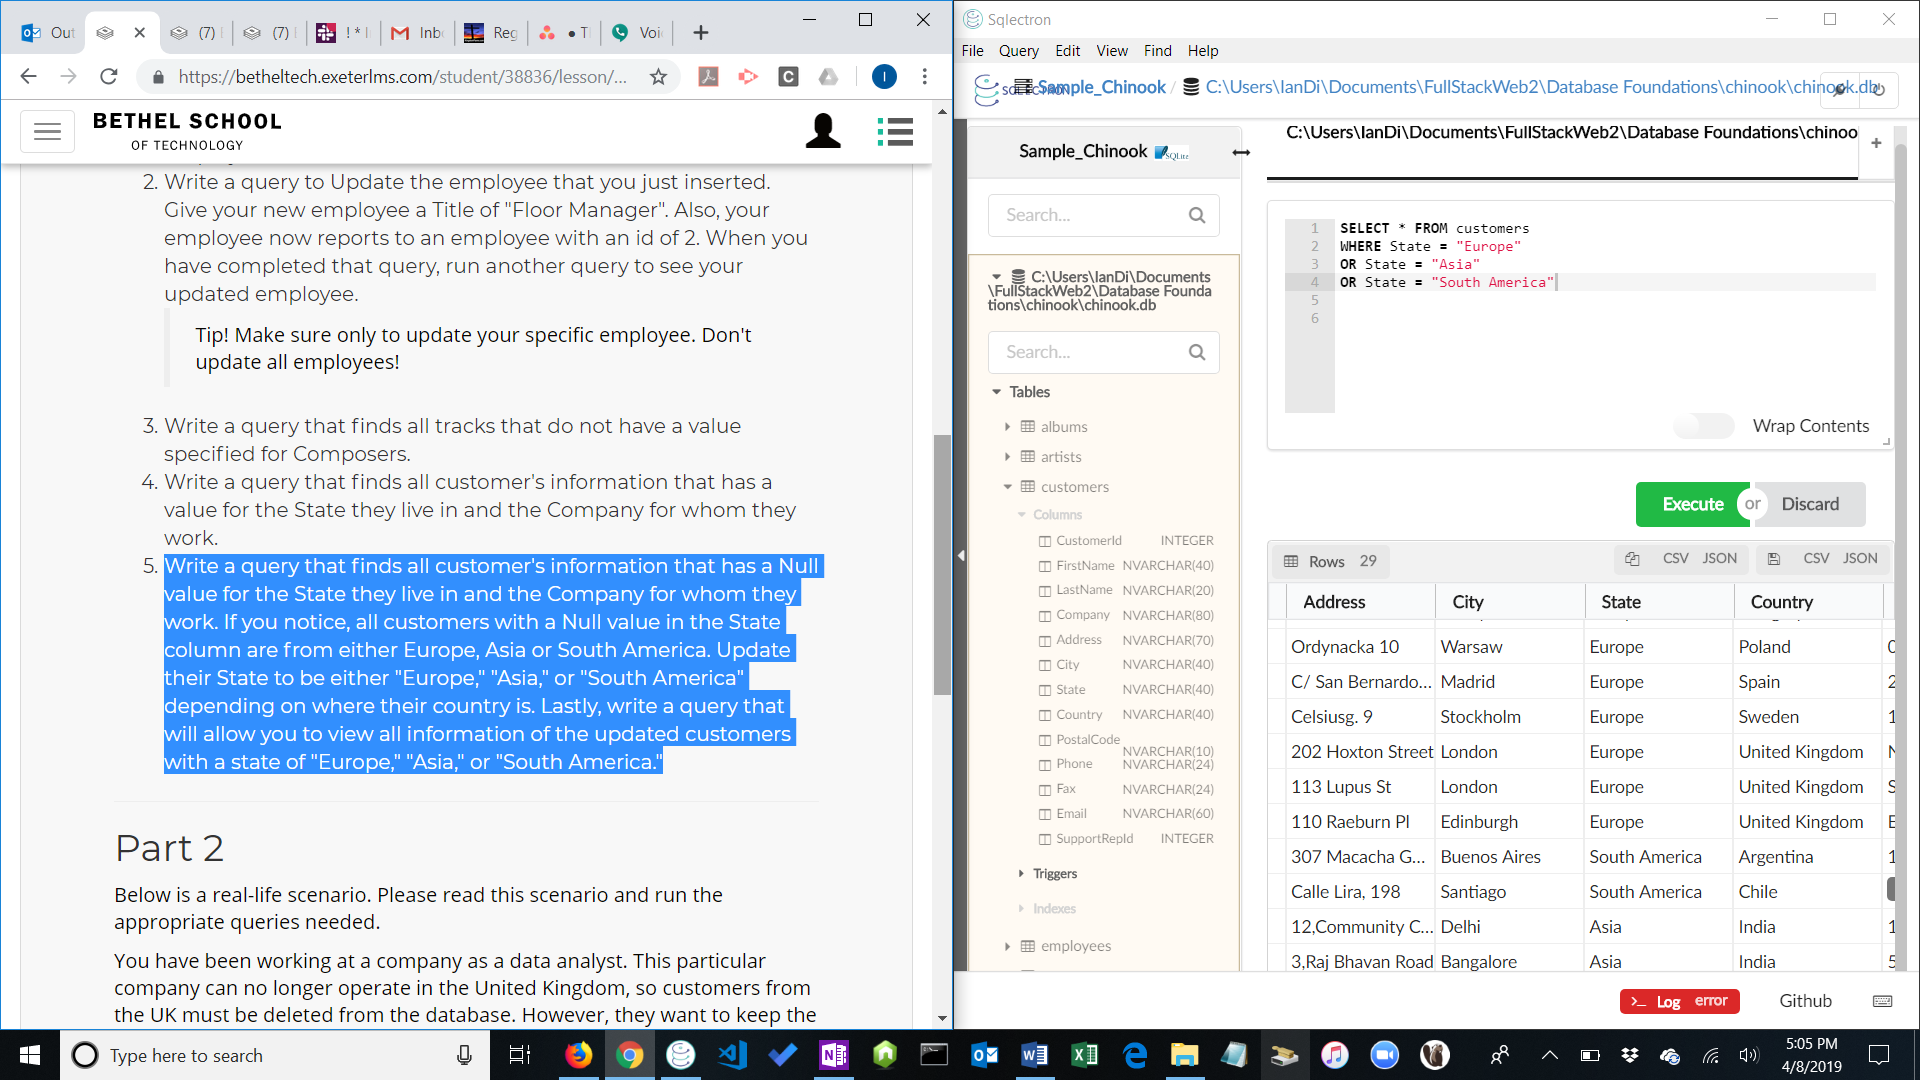 Out
(7)
(7)
! *
Inb
Reg
T
Voi
https://betheltech.exeterlms.com/student/38836/lesson/...
I
BETHEL SCHOOL
OF TECHNOLOGY
2. Write a query to Update the employee that you just inserted.
Give your new employee a Title of "Floor Manager". Also, your
employee now reports to an employee with an id of 2. When you
have completed that query, run another query to see your
updated employee.
Tip! Make sure only to update your specific employee. Don't
update all employees!
3. Write a query that finds all tracks that do not have a value
specified for Composers.
4. Write a query that finds all customer's information that has a
value for the State they live in and the Company for whom they
work.
5. Write a query that finds all customer's information that has a Null
value for the State they live in and the Company for whom they
work. If you notice, all customers with a Null value in the State
column are from either Europe, Asia or South America. Update
their State to be either "Europe," "Asia," or "South America"
depending on where their country is. Lastly, write a query that
will allow you to view all information of the updated customers
with a state of "Europe," "Asia," or "South America."
Part 2
Below is a real-life scenario. Please read this scenario and run the
appropriate queries needed.
You have been working at a company as a data analyst. This particular
company can no longer operate in the United Kingdom, so customers from
the UK must be deleted from the database. However, they want to keep the
Sqlectron
File Query Edit View Find Help
Sample_Chinook / C:\Users\IanDi\Documents\FullStackWeb2\Database Foundations\chinook\chinook.db
Sample_Chinook SQLite
Search...
C:\Users\IanDi\Documents
\FullStackWeb2\Database Founda
tions\chinook\chinook.db
Search...
Tables
albums
artists
customers
Columns
CustomerId INTEGER
FirstName NVARCHAR(40)
LastName NVARCHAR(20)
Company NVARCHAR(80)
Address NVARCHAR(70)
City NVARCHAR(40)
State NVARCHAR(40)
Country NVARCHAR(40)
PostalCode NVARCHAR(10)
Phone NVARCHAR(24)
Fax NVARCHAR(24)
Email NVARCHAR(60)
SupportRepId INTEGER
Triggers
Indexes
employees
C:\Users\IanDi\Documents\FullStackWeb2\Database Foundations\chinoo
+
1 SELECT * FROM customers
2 WHERE State = "Europe"
3 OR State = "Asia"
4 OR State = "South America"
5
6
Wrap Contents
Execute or Discard
Rows 29 CSV JSON CSV JSON
Address City State Country
Ordynacka 10 Warsaw Europe Poland
C/ San Bernardo... Madrid Europe Spain 2
Celsiusg. 9 Stockholm Europe Sweden 1
202 Hoxton Street London Europe United Kingdom N
113 Lupus St London Europe United Kingdom S
110 Raeburn Pl Edinburgh Europe United Kingdom E
307 Macacha G... Buenos Aires South America Argentina 1
Calle Lira, 198 Santiago South America Chile
12,Community C... Delhi Asia India 1
3,Raj Bhavan Road Bangalore Asia India 5
Log error Github
Type here to search
5:05 PM
4/8/2019